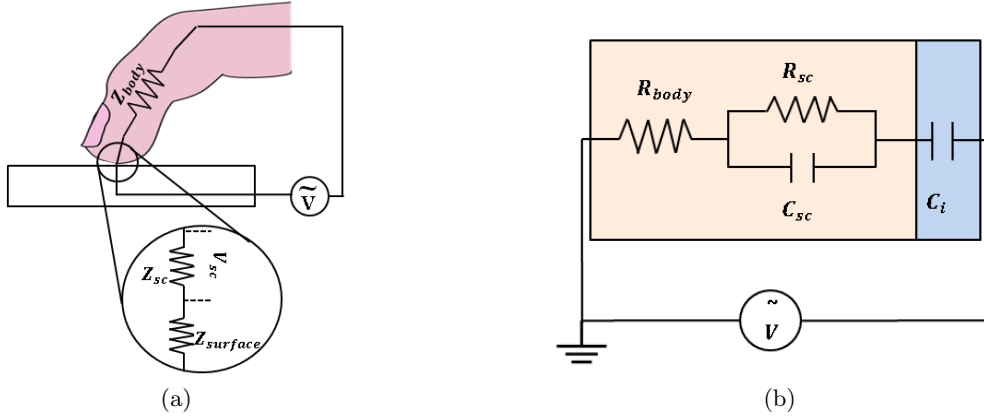 Z_body
~
V
V_sc
Z_sc
Z_surface
(a)
R_body
R_sc
C_sc
C_i
~
V
(b)